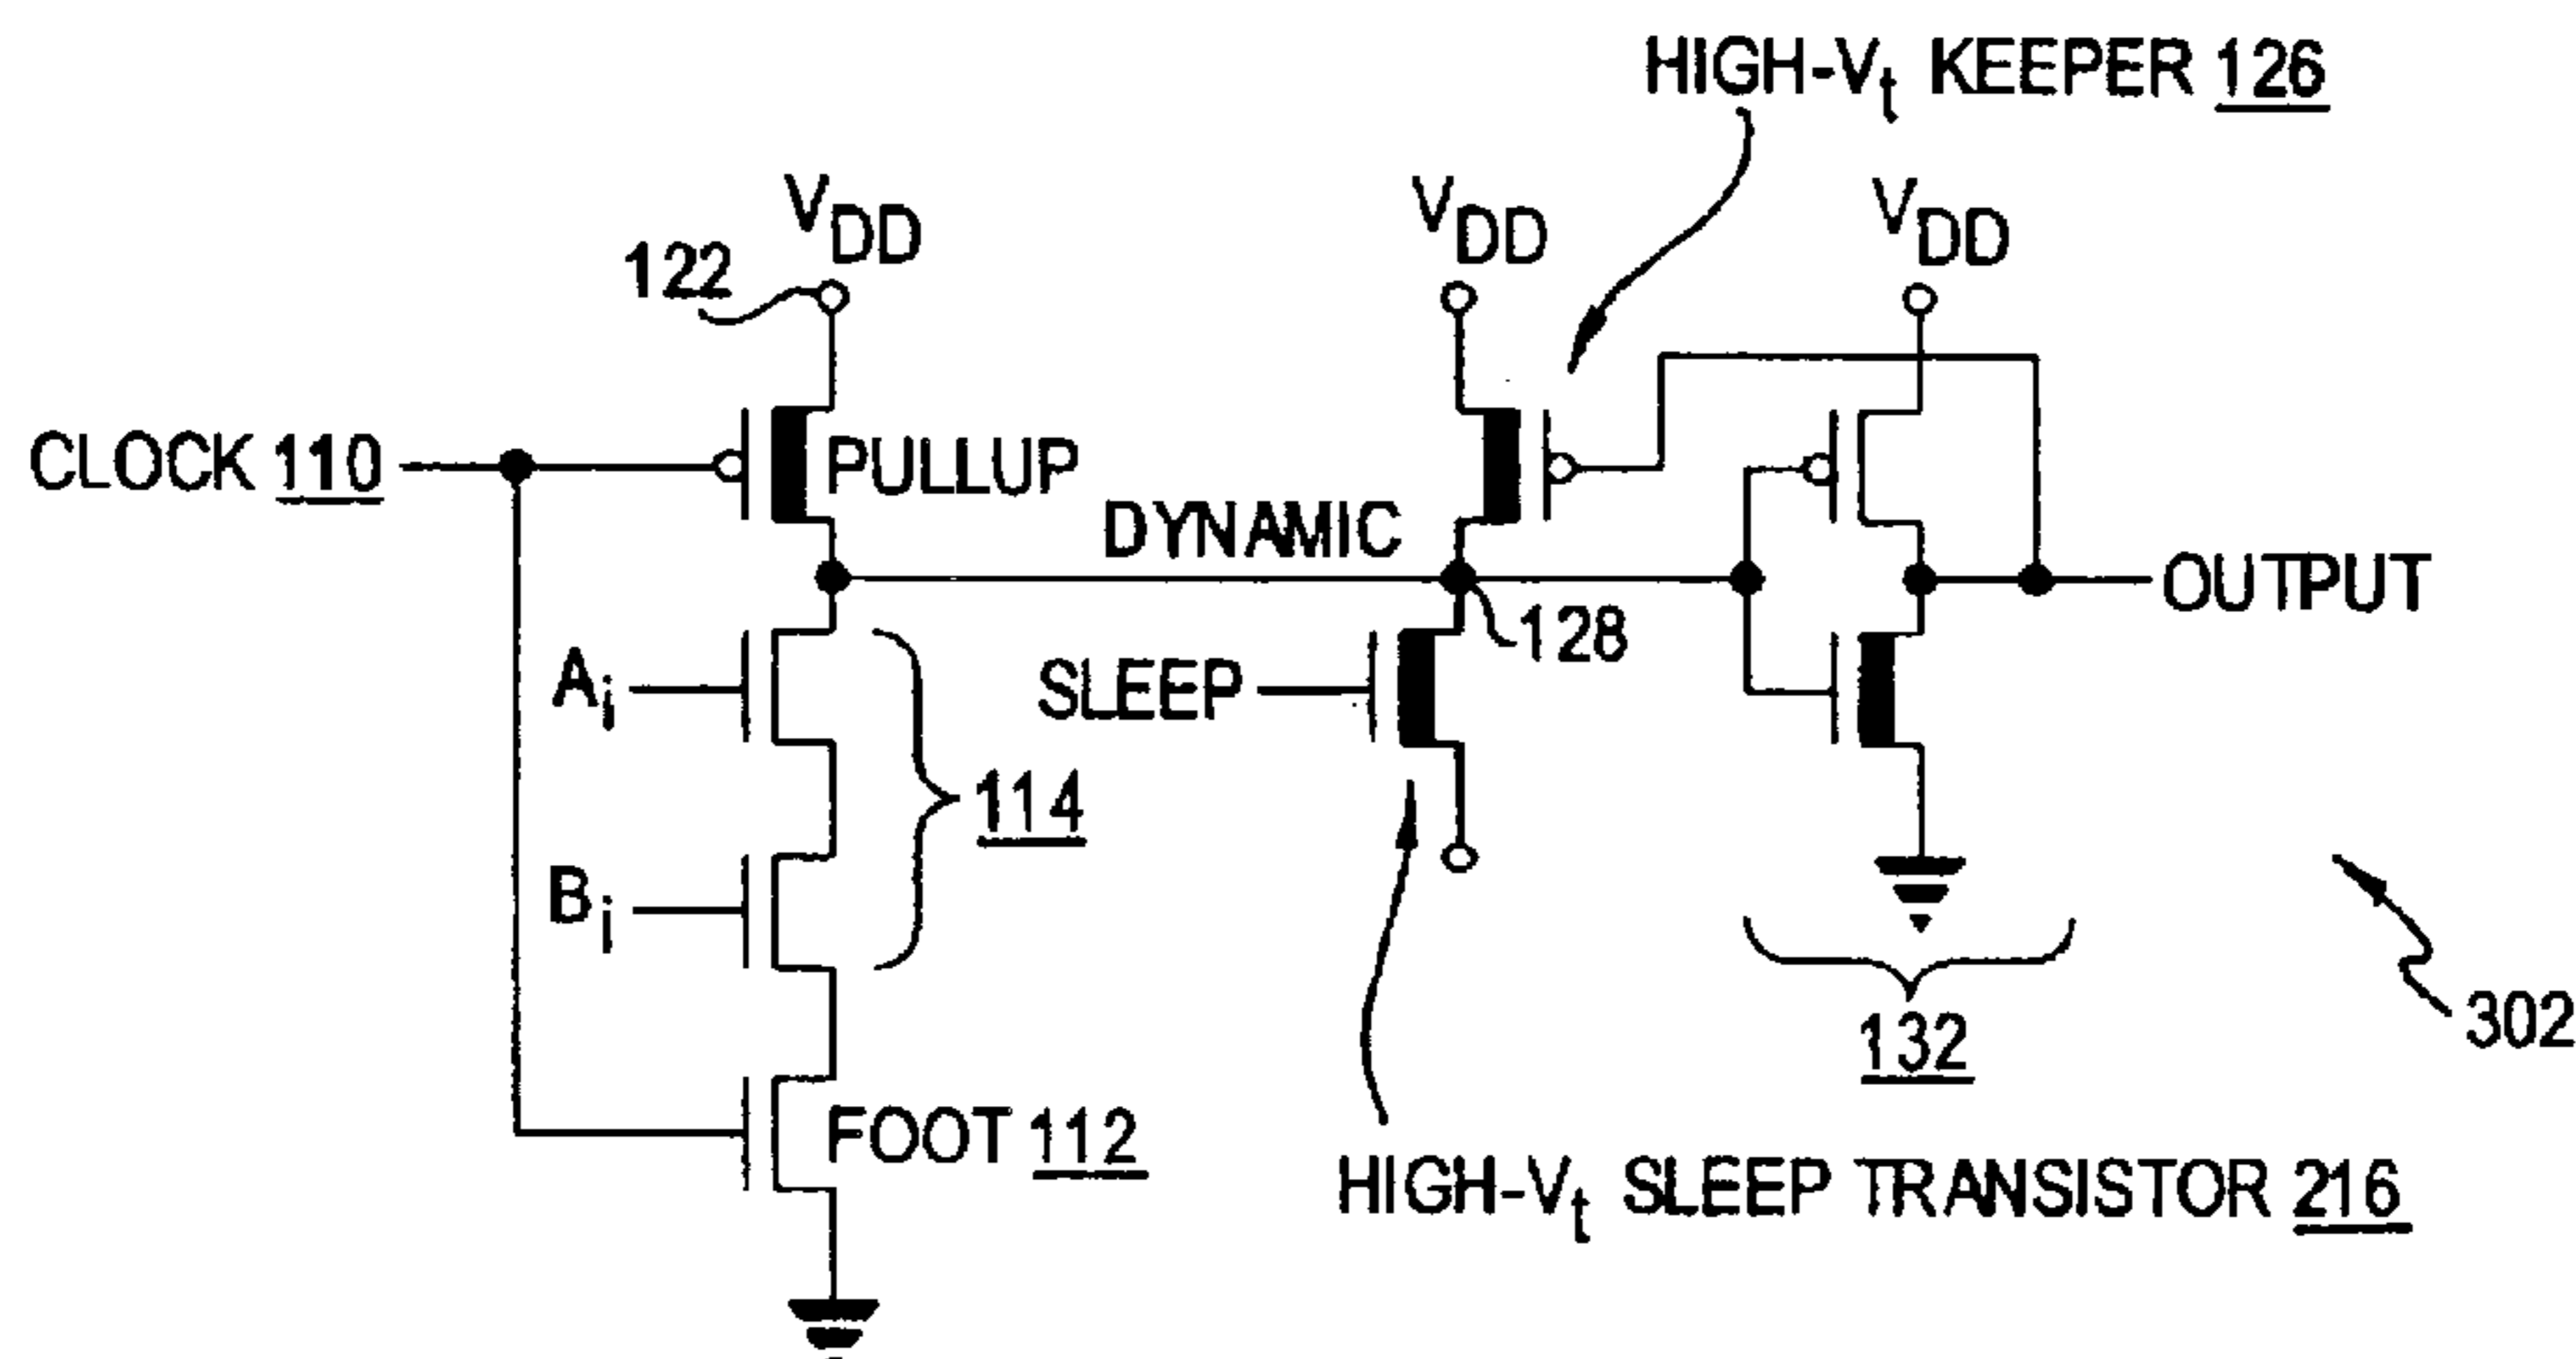 HIGH-Vt KEEPER 126
VDD
VDD
VDD
122
CLOCK 110
PULLUP
DYNAMIC
OUTPUT
128
Ai
SLEEP
114
Bi
132
302
FOOT 112
HIGH-Vt SLEEP TRANSISTOR 216